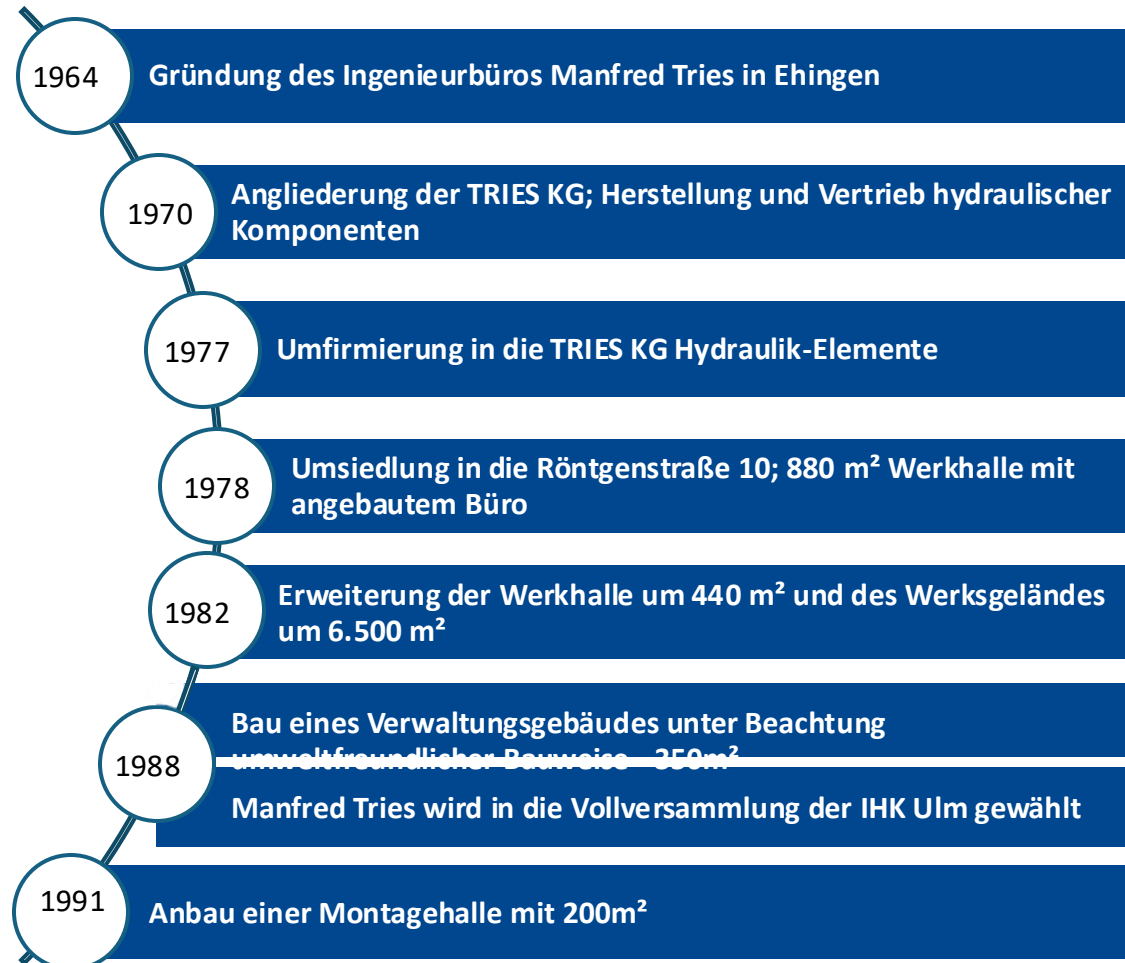 1964
Gründung des Ingenieurbüros Manfred Tries in Ehingen
1970
Angliederung der TRIES KG; Herstellung und Vertrieb hydraulischer
Komponenten
1977
Umfirmierung in die TRIES KG Hydraulik-Elemente
1978
Umsiedlung in die Röntgenstraße 10; 880 m² Werkhalle mit
angebautem Büro
1982
Erweiterung der Werkhalle um 440 m² und des Werksgeländes
um 6.500 m²
1988
Bau eines Verwaltungsgebäudes unter Beachtung
umweltfreundlicher Bauweise - 350m²
Manfred Tries wird in die Vollversammlung der IHK Ulm gewählt
1991
Anbau einer Montagehalle mit 200m²